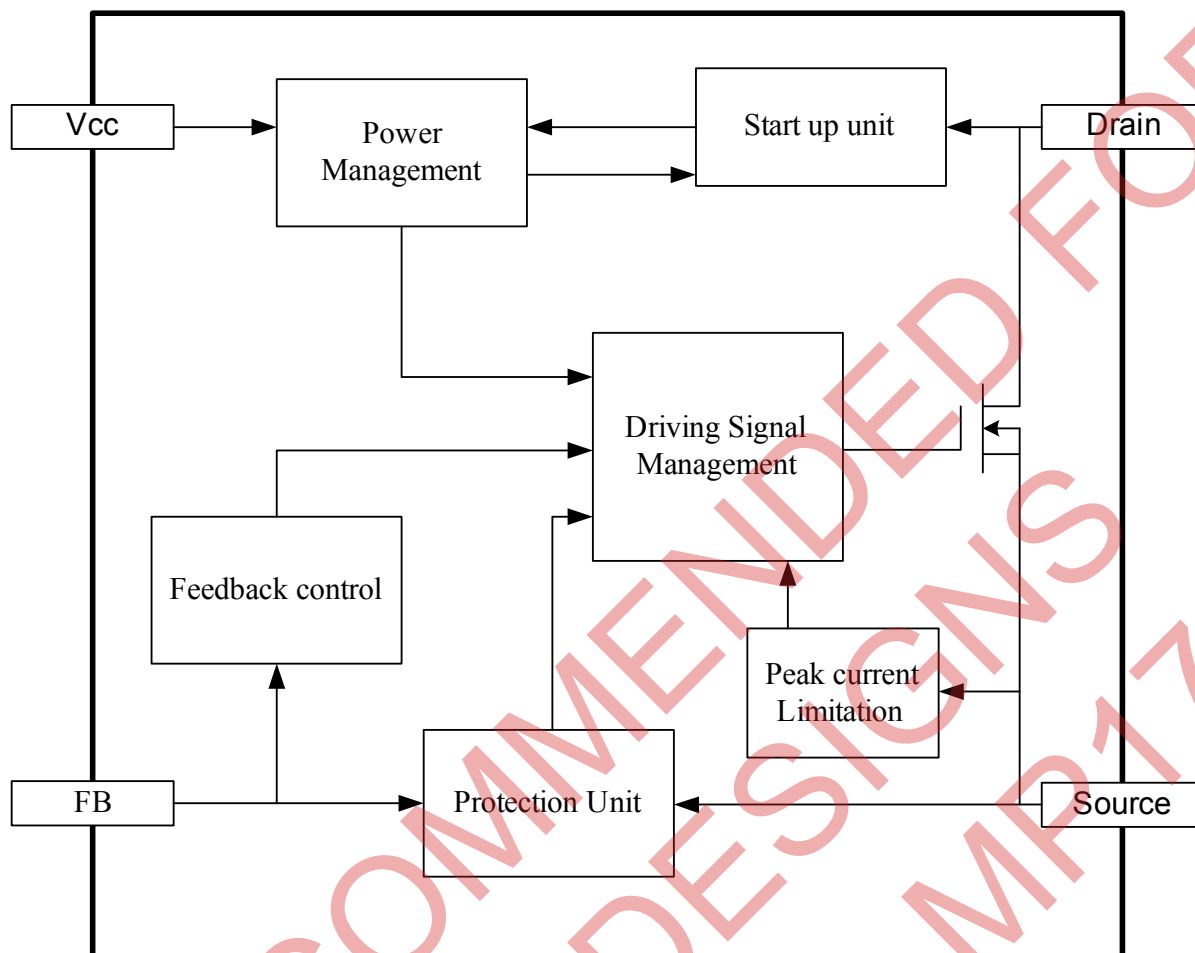 Vcc
Power
Management
Start up unit
Drain
Driving Signal
Management
Feedback control
Peak current
Limitation
FB
Protection Unit
Source
DESIGNS